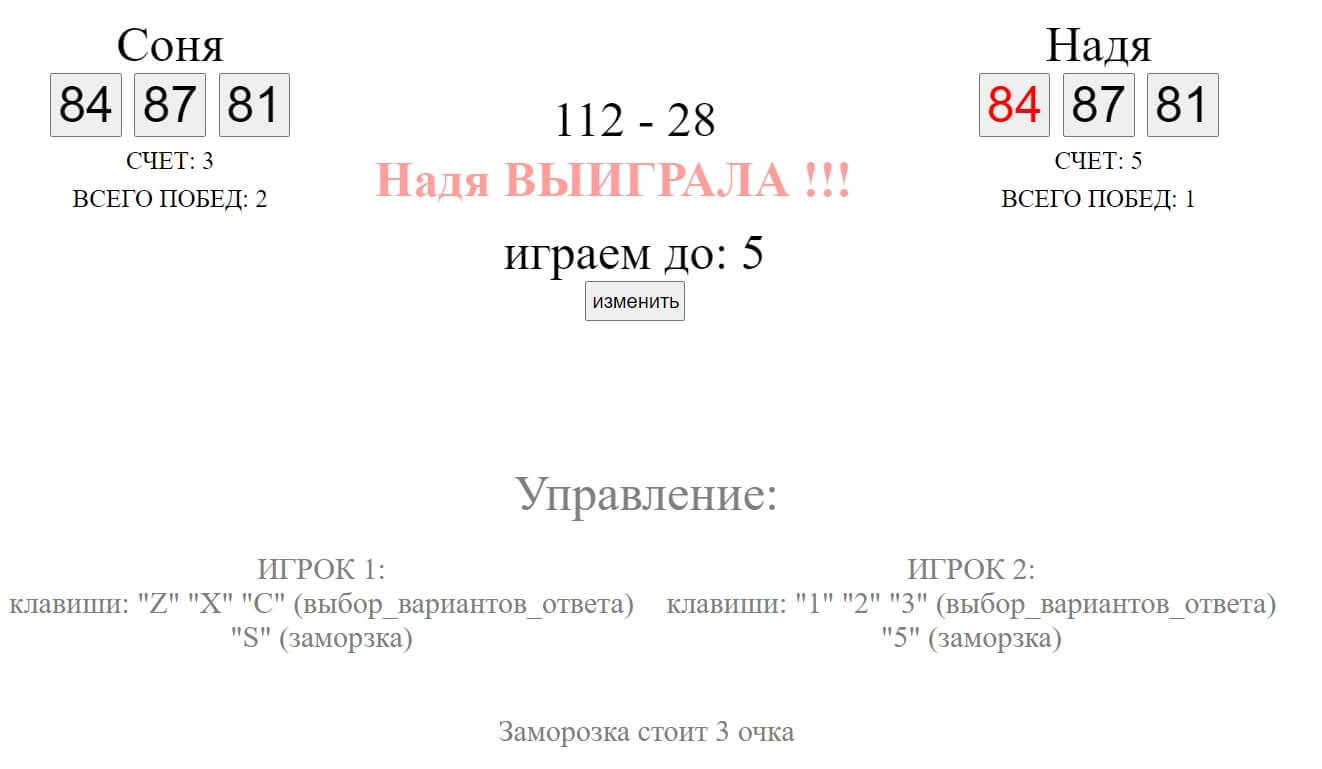 Соня
84 87 81
СЧЕТ: 3
ВСЕГО ПОБЕД: 2
112 - 28
Надя ВЫИГРАЛА !!!
играем до: 5
изменить
Надя
84 87 81
СЧЕТ: 5
ВСЕГО ПОБЕД: 1
Управление:
ИГРОК 1:
клавиши: "Z" "X" "C" (выбор_вариантов_ответа)
"S" (заморзка)
ИГРОК 2:
клавиши: "1" "2" "3" (выбор_вариантов_ответа)
"5" (заморзка)
Заморозка стоит 3 очка